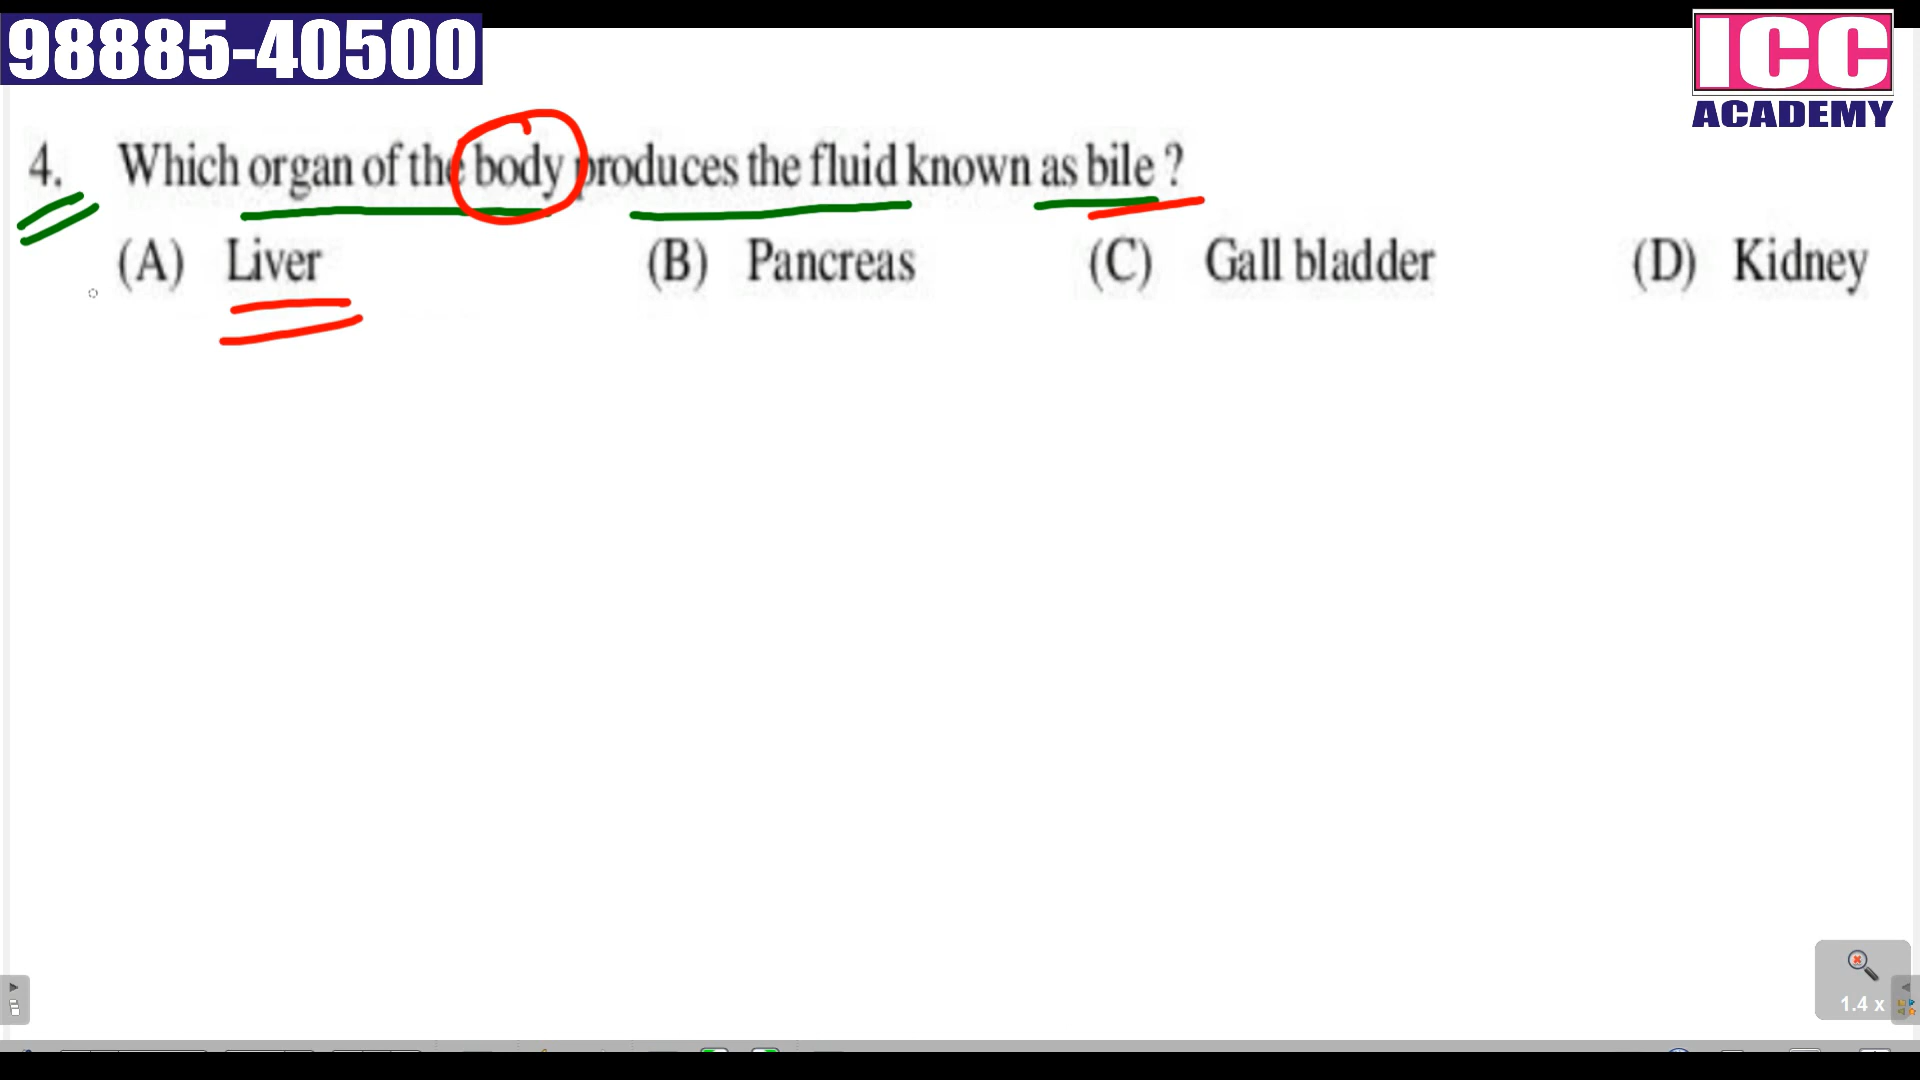 98885-40500
ICC
ACADEMY
4. Which organ of the body produces the fluid known as bile ?
(A) Liver (B) Pancreas (C) Gall bladder (D) Kidney
1.4 x